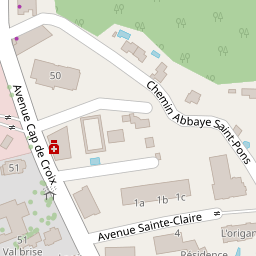 50
Chemin Abbaye Saint-Pons
Avenue Cap de Croix
51
51
1a 1b 1c
Avenue Sainte-Claire
Val brise
Résidence
L'origan